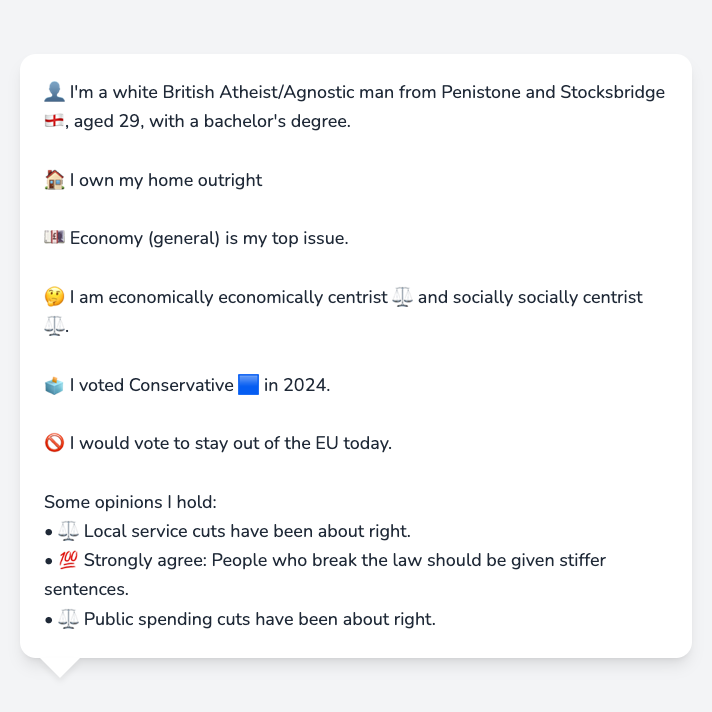 👤 I'm a white British Atheist/Agnostic man from Penistone and Stocksbridge
🏴󠁧󠁢󠁥󠁮󠁧󠁿, aged 29, with a bachelor's degree.
🏠 I own my home outright
💷 Economy (general) is my top issue.
🤔 I am economically economically centrist ⚖️ and socially socially centrist
⚖️.
🗳️ I voted Conservative 🟦 in 2024.
🚫 I would vote to stay out of the EU today.
Some opinions I hold:
• ⚖️ Local service cuts have been about right.
• 💯 Strongly agree: People who break the law should be given stiffer
sentences.
• ⚖️ Public spending cuts have been about right.